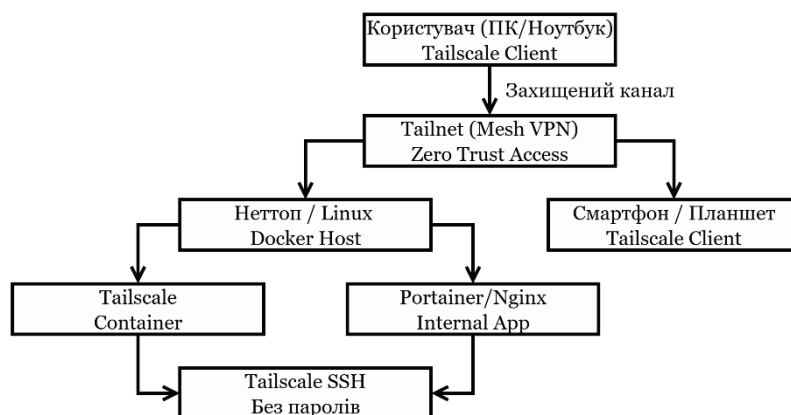 Користувач (ПК/Ноутбук)
Tailscale Client
Захищений канал
Tailnet (Mesh VPN)
Zero Trust Access
Неттоп / Linux
Docker Host
Смартфон / Планшет
Tailscale Client
Tailscale
Container
Portainer/Nginx
Internal App
Tailscale SSH
Без паролів